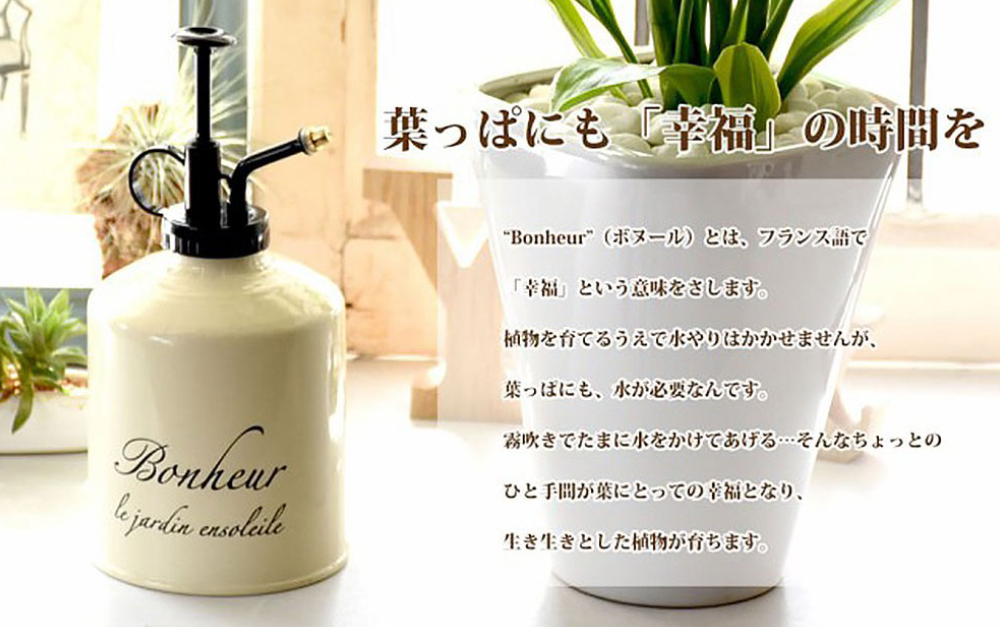 葉っぱにも「幸福」の時間を
“Bonheur”（ボヌール）とは、フランス語で
「幸福」という意味をさします。
植物を育てるうえで水やりはかかせませんが、
葉っぱにも、水が必要なんです。
霧吹きでたまに水をかけてあげる…そんなちょっとの
ひと手間が葉にとっての幸福となり、
生き生きとした植物が育ちます。
Bonheur
le jardin ensoleile